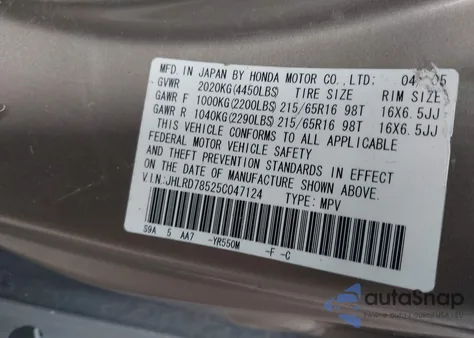 MFD. IN JAPAN BY HONDA MOTOR CO., LTD: 04 05
GVWR 2020KG(4450LBS) TIRE SIZE RIM SIZE
GAWR F 1000KG(2200LBS) 215/65R16 98T 16X6.5JJ
GAWR R 1040KG(2290LBS) 215/65R16 98T 16X6.5JJ
THIS VEHICLE CONFORMS TO ALL APPLICABLE
FEDERAL MOTOR VEHICLE SAFETY
AND THEFT PREVENTION STANDARDS IN EFFECT
ON THE DATE OF MANUFACTURE SHOWN ABOVE.
V.I.N.:JHLRD78525C047124 TYPE: MPV
S9A 5 AA7 -YR550M -F -C
autoSnap